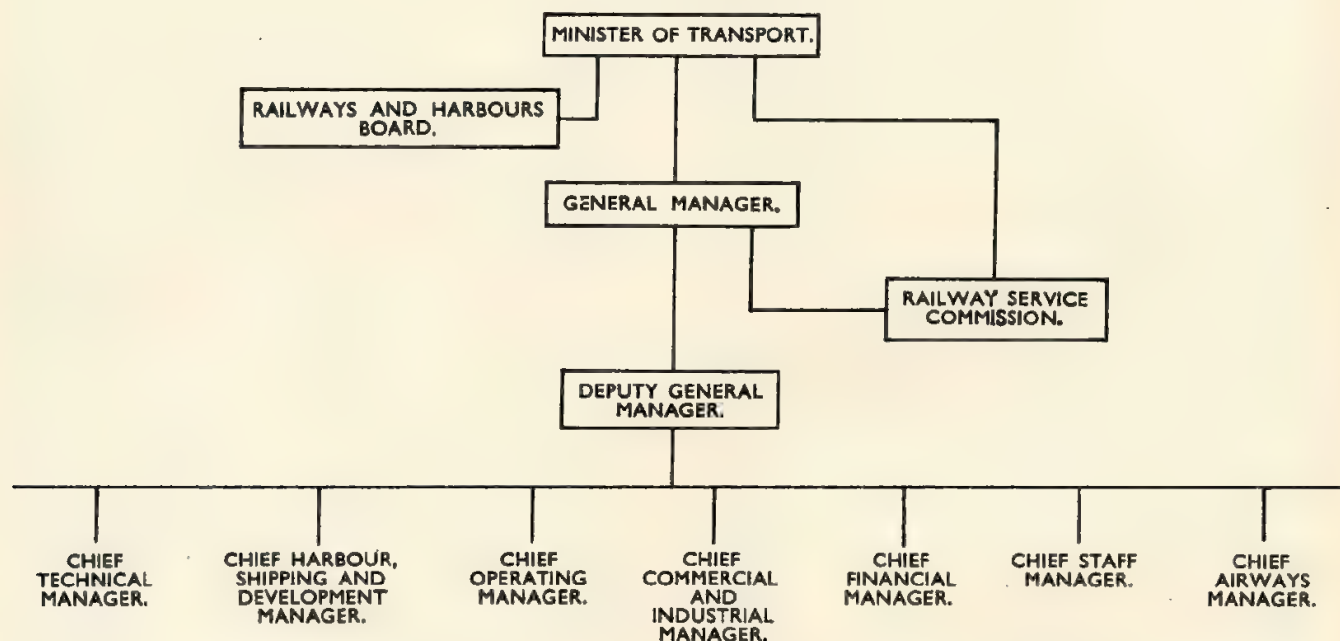 MINISTER OF TRANSPORT.
RAILWAYS AND HARBOURS
BOARD.
GENERAL MANAGER.
RAILWAY SERVICE
COMMISSION.
DEPUTY GENERAL
MANAGER.
CHIEF
TECHNICAL
MANAGER.
CHIEF HARBOUR,
SHIPPING AND
DEVELOPMENT
MANAGER.
CHIEF
OPERATING
MANAGER.
CHIEF
COMMERCIAL
AND
INDUSTRIAL
MANAGER.
CHIEF
FINANCIAL
MANAGER.
CHIEF STAFF
MANAGER.
CHIEF
AIRWAYS
MANAGER.